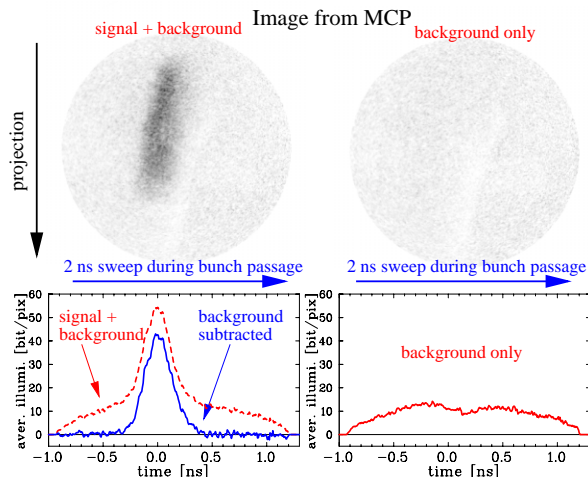 Image from MCP
signal + background
background only
projection
2 ns sweep during bunch passage
2 ns sweep during bunch passage
aver. illumi. [bit/pix]
60
50
40
30
20
10
0
signal +
background
background
subtracted
-1.0
-0.5
0.0
0.5
1.0
time [ns]
aver. illumi. [bit/pix]
60
50
40
30
20
10
0
background only
-1.0
-0.5
0.0
0.5
1.0
time [ns]